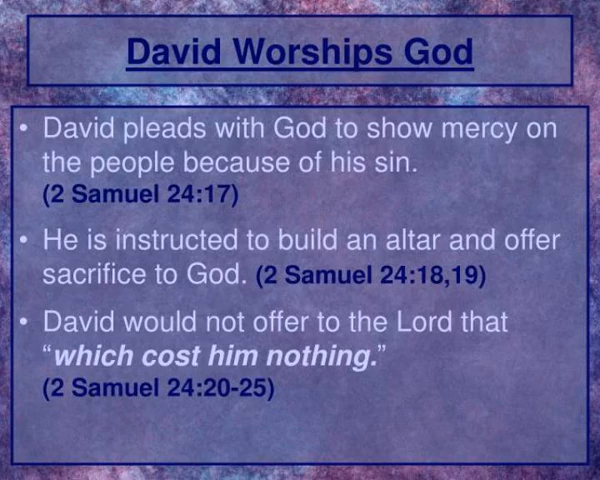 David Worships God
• David pleads with God to show mercy on
the people because of his sin.
(2 Samuel 24:17)
• He is instructed to build an altar and offer
sacrifice to God. (2 Samuel 24:18,19)
• David would not offer to the Lord that
“which cost him nothing.”
(2 Samuel 24:20-25)